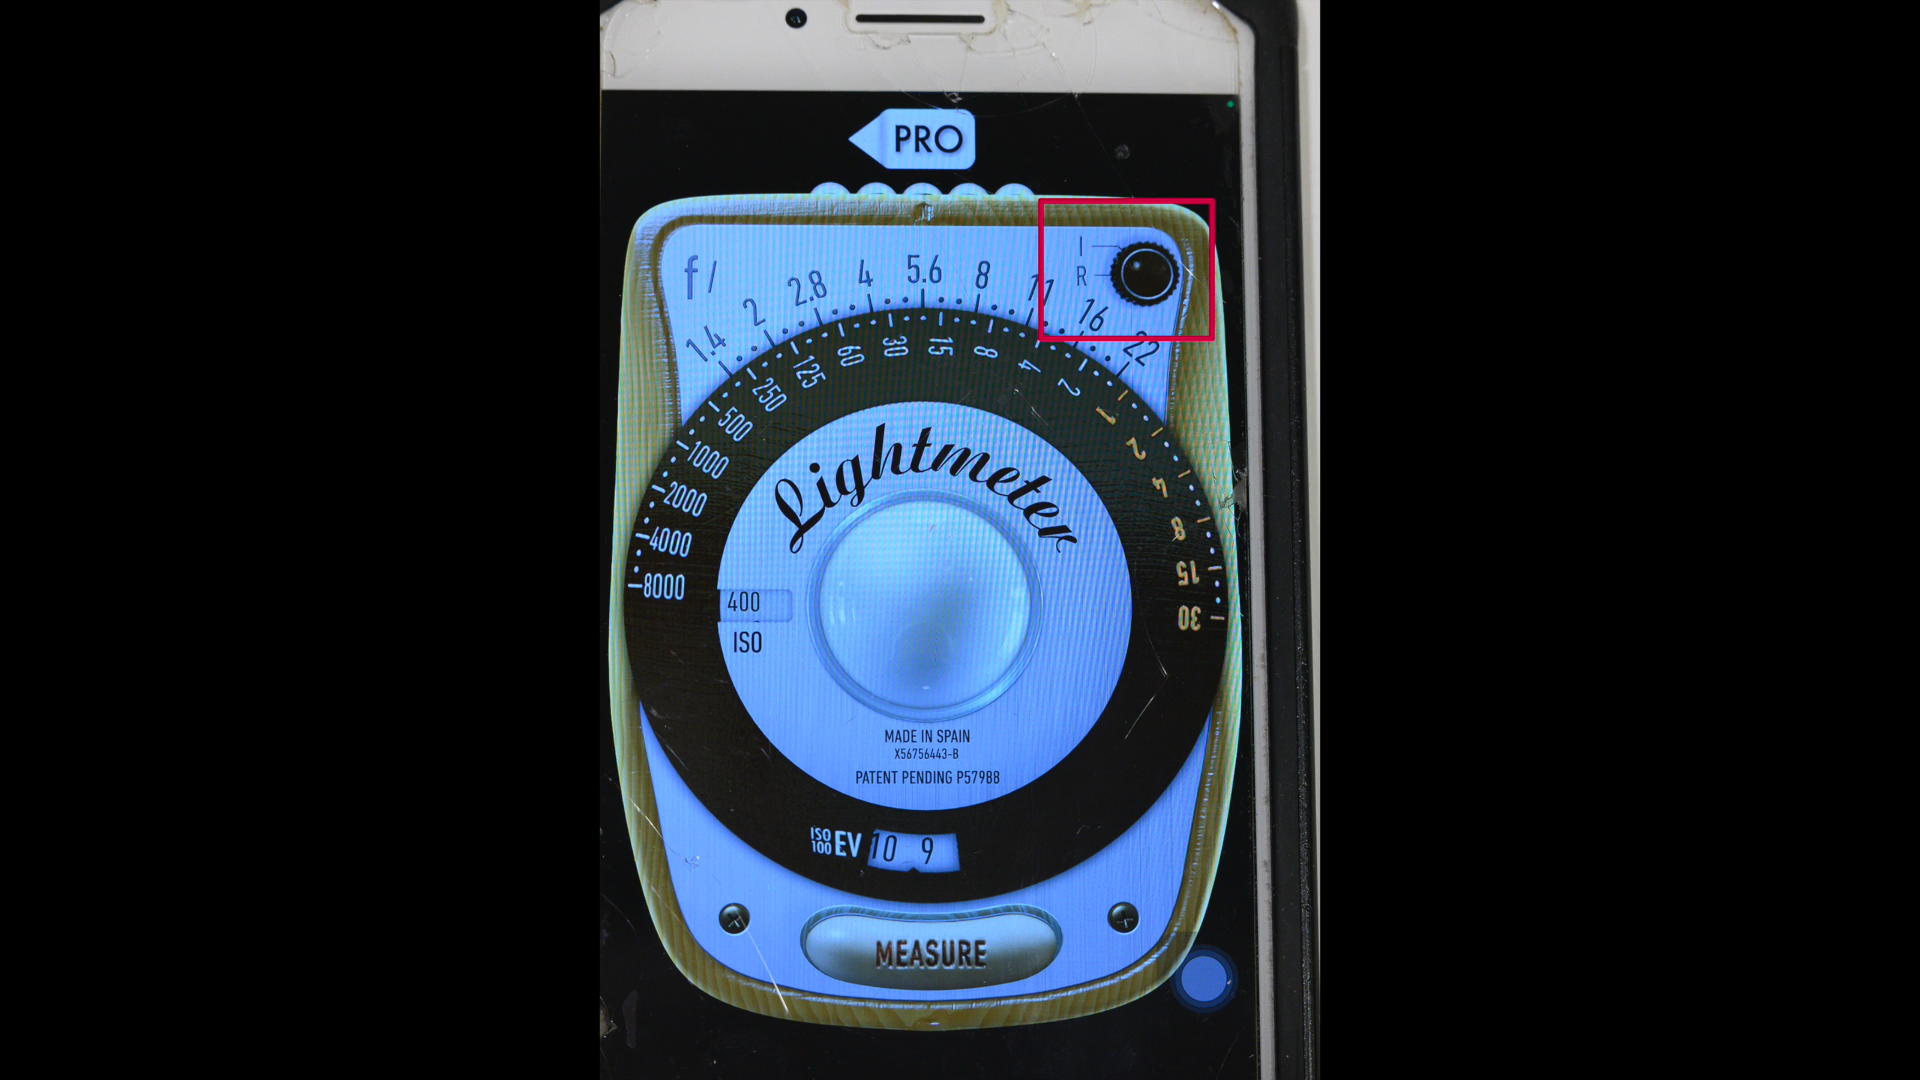 PRO
I
R
f/
1.4 2 2.8 4 5.6 8 11 16 22
8000 4000 2000 1000 500 250 125 60 30 15 8 4 2 1 2 4 8 15 30
Lightmeter
400
ISO
MADE IN SPAIN
X56756443-B
PATENT PENDING P57988
ISO 100 EV 10 9
MEASURE